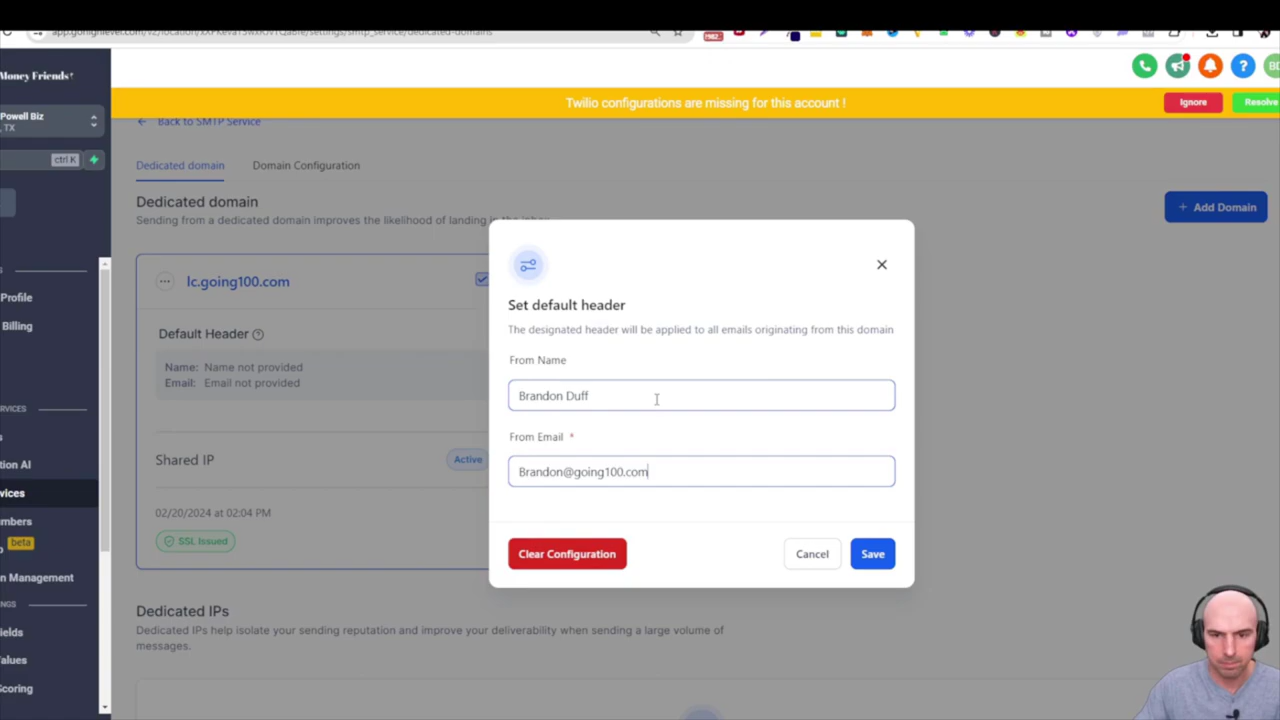 Money Friends!
Powell Biz
TX
ctrl K
Twilio configurations are missing for this account !
Ignore
Resolve
Back to SMTP Service
Dedicated domain
Domain Configuration
Dedicated domain
Sending from a dedicated domain improves the likelihood of landing in the
+ Add Domain
lc.going100.com
Default Header
Name: Name not provided
Email: Email not provided
Shared IP
Active
02/20/2024 at 02:04 PM
SSL Issued
Dedicated IPs
Dedicated IPs help isolate your sending reputation and improve your deliverability when sending a large volume of
messages.
Set default header
The designated header will be applied to all emails originating from this domain
From Name
Brandon Duff
From Email *
Brandon@going100.com
Clear Configuration
Cancel
Save
Profile
Billing
RVICES
tion AI
vices
mbers
beta
n Management
NGS
ields
alues
Scoring